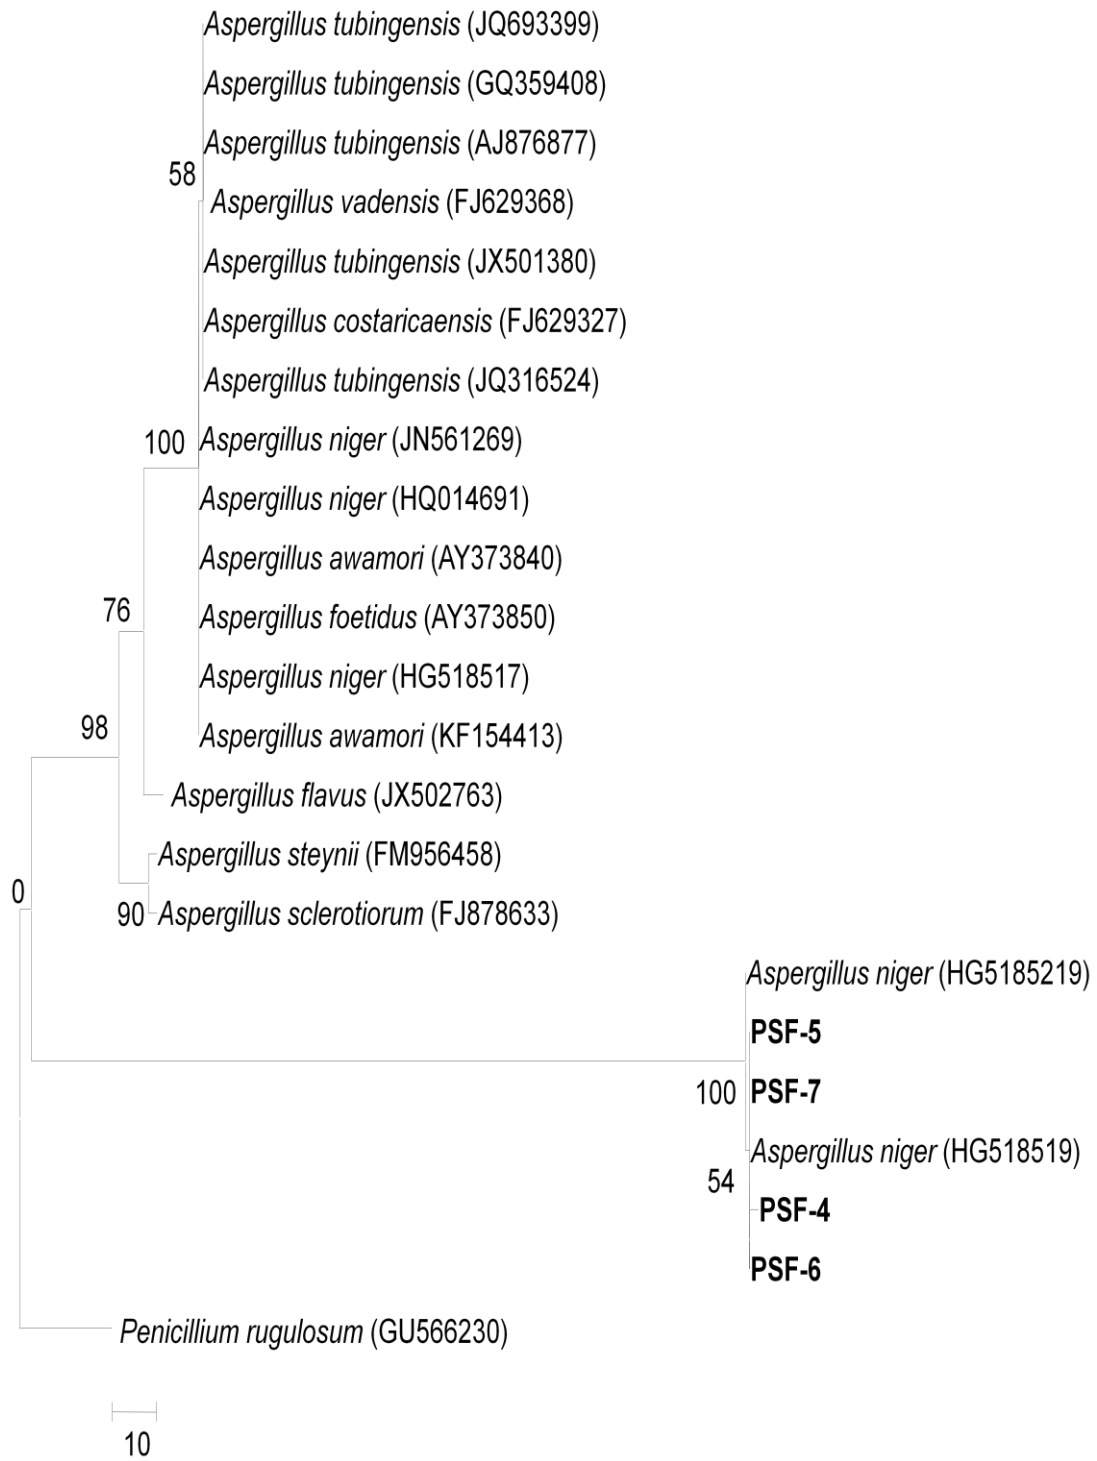 Aspergillus tubingensis (JQ693399)
Aspergillus tubingensis (GQ359408)
Aspergillus tubingensis (AJ876877)
58
Aspergillus vadensis (FJ629368)
Aspergillus tubingensis (JX501380)
Aspergillus costaricaensis (FJ629327)
Aspergillus tubingensis (JQ316524)
100 Aspergillus niger (JN561269)
Aspergillus niger (HQ014691)
Aspergillus awamori (AY373840)
76 Aspergillus foetidus (AY373850)
Aspergillus niger (HG518517)
98 Aspergillus awamori (KF154413)
Aspergillus flavus (JX502763)
Aspergillus steynii (FM956458)
0
90 Aspergillus sclerotiorum (FJ878633)
Aspergillus niger (HG5185219)
PSF-5
100 PSF-7
Aspergillus niger (HG518519)
54
PSF-4
PSF-6
Penicillium rugulosum (GU566230)
10